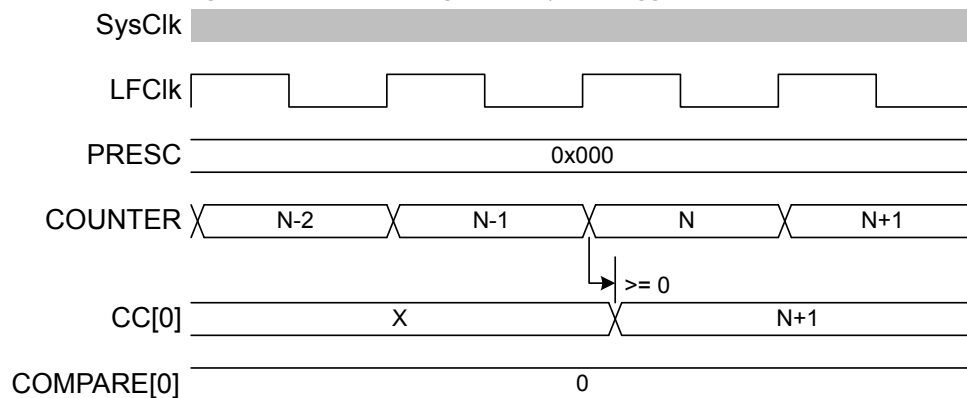 SysClk
LFClk
PRESC 0x000
COUNTER N-2 N-1 N N+1
>= 0
CC[0] X N+1
COMPARE[0] 0